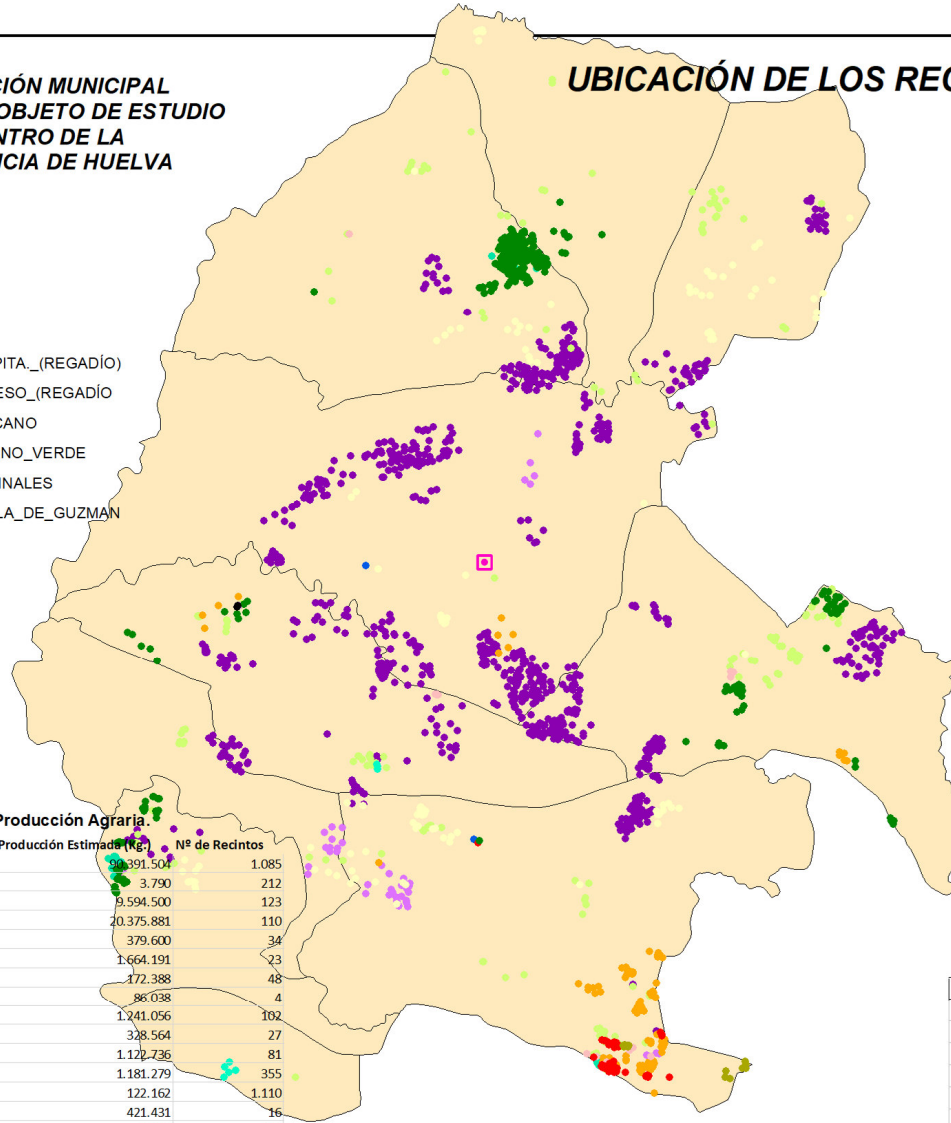 CIÓN MUNICIPAL
OBJETO DE ESTUDIO
NTRO DE LA
NCIA DE HUELVA
UBICACIÓN DE LOS REC
PITA._(REGADÍO)
ESO_(REGADÍO
CANO
NO_VERDE
INALES
LA_DE_GUZMAN
Producción Agraria.
Producción Estimada (Kg.) Nº de Recintos
90.391.504 1.085
3.790 212
9.594.500 123
20.375.881 110
379.600 34
1.664.191 23
172.388 48
86.038 4
1.241.056 102
328.564 27
1.122.736 81
1.181.279 355
122.162 1.110
421.431 16